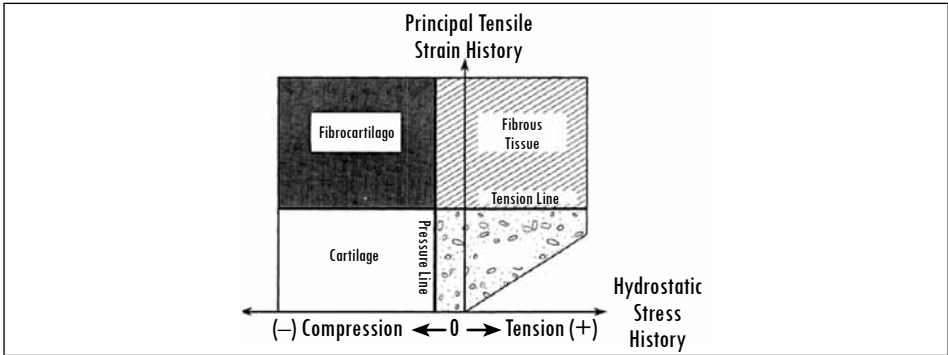 Principal Tensile
Strain History
Fibrocartilago
Fibrous
Tissue
Tension Line
Cartilage
Pressure Line
Hydrostatic
Stress
History
(–) Compression ← 0 → Tension (+)